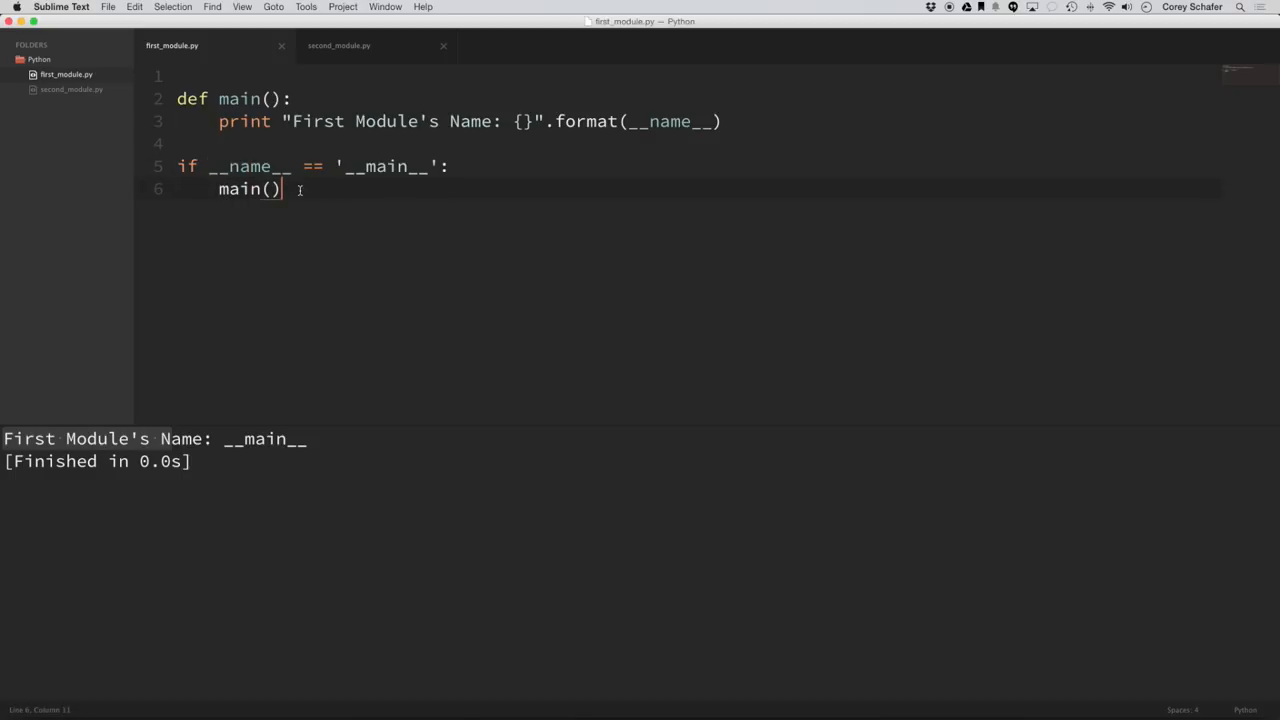 Sublime Text File Edit Selection Find View Goto Tools Project Window Help Corey Schafer
first_module.py — Python
FOLDERS
Python
first_module.py
second_module.py
first_module.py
second_module.py
1
2 def main():
3 print "First Module's Name: {}".format(__name__)
4
5 if __name__ == '__main__':
6 main()
First Module's Name: __main__
[Finished in 0.0s]
Line 6, Column 11 Spaces: 4 Python